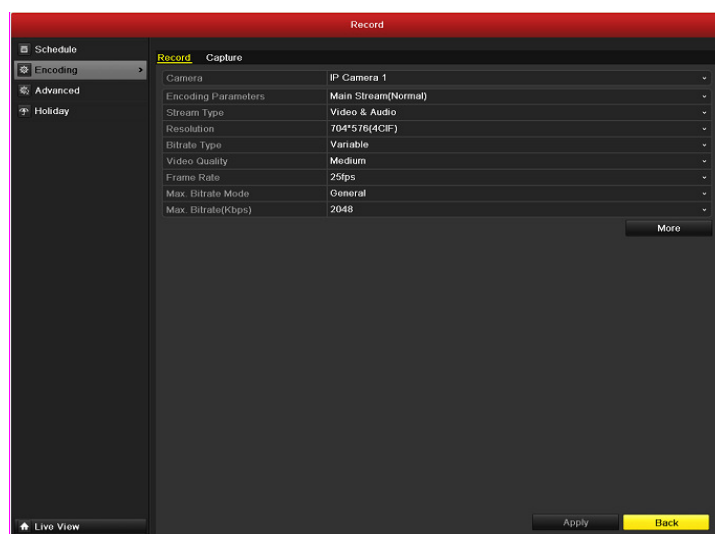 Record
Schedule
Encoding >
Advanced
Holiday
Record Capture
Camera IP Camera 1
Encoding Parameters Main Stream(Normal)
Stream Type Video & Audio
Resolution 704*576(4CIF)
Bitrate Type Variable
Video Quality Medium
Frame Rate 25fps
Max. Bitrate Mode General
Max. Bitrate(Kbps) 2048
More
Live View
Apply Back